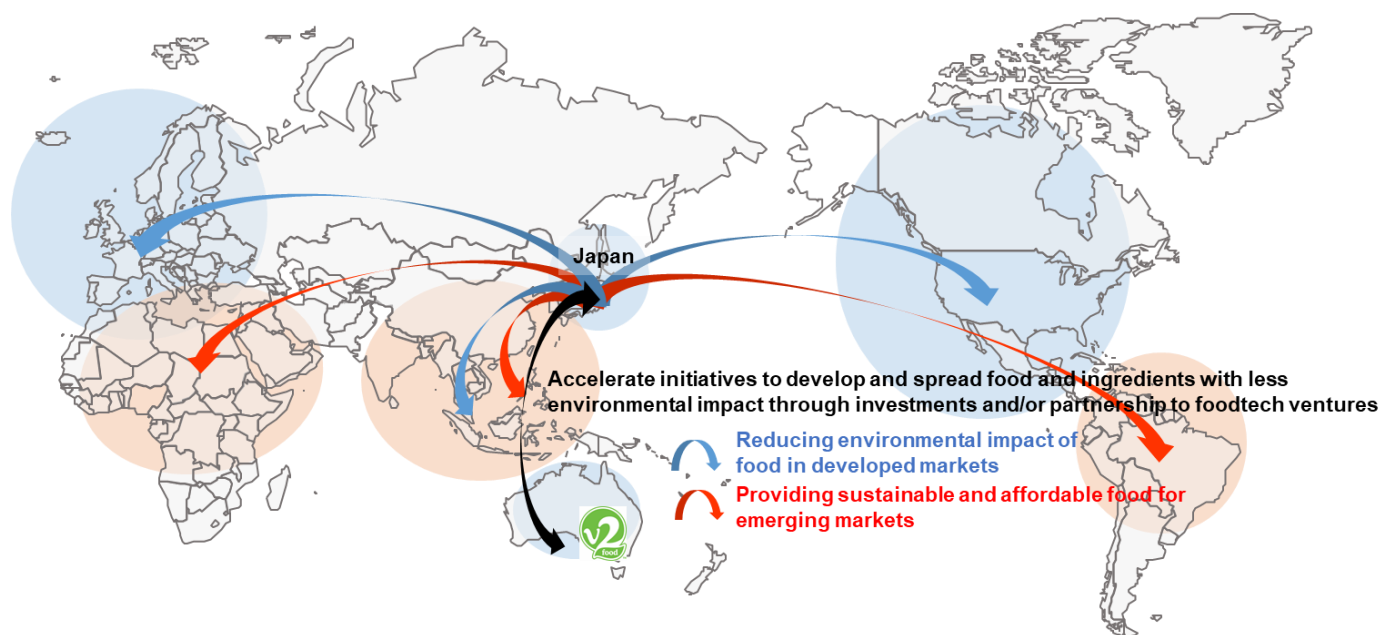 Japan
Accelerate initiatives to develop and spread food and ingredients with less
environmental impact through investments and/or partnership to foodtech ventures
Reducing environmental impact of
food in developed markets
Providing sustainable and affordable food for
emerging markets
v2
food